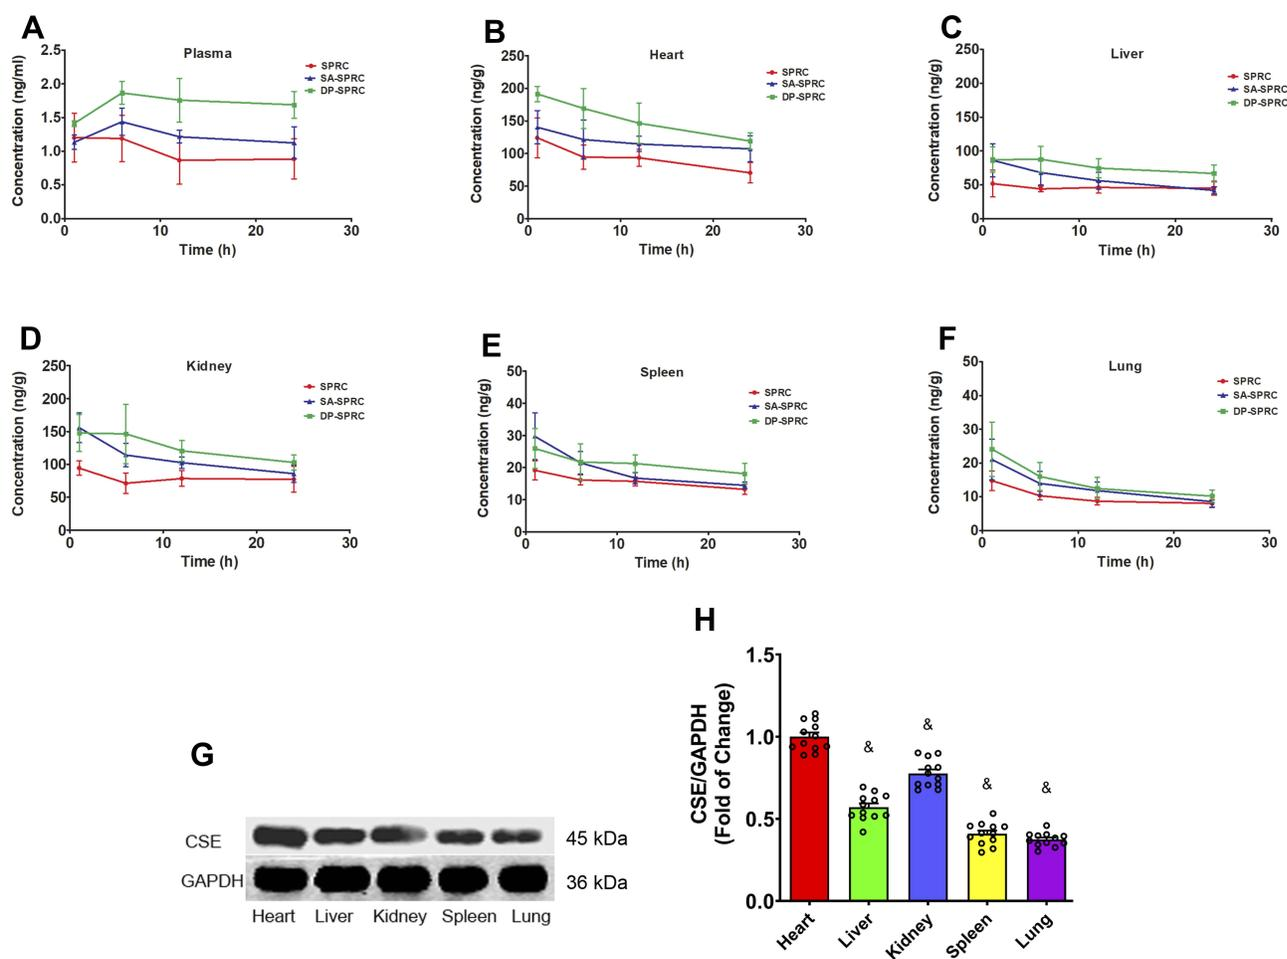 A
Plasma
Concentration (ng/ml)
2.5
2.0
1.5
1.0
0.5
0.0
0 10 20 30
Time (h)
SPRC
SA-SPRC
DP-SPRC
B
Heart
Concentration (ng/g)
250
200
150
100
50
0
0 10 20 30
Time (h)
SPRC
SA-SPRC
DP-SPRC
C
Liver
Concentration (ng/g)
250
200
150
100
50
0
0 10 20 30
Time (h)
SPRC
SA-SPRC
DP-SPRC
D
Kidney
Concentration (ng/g)
250
200
150
100
50
0
0 10 20 30
Time (h)
SPRC
SA-SPRC
DP-SPRC
E
Spleen
Concentration (ng/g)
50
40
30
20
10
0
0 10 20 30
Time (h)
SPRC
SA-SPRC
DP-SPRC
F
Lung
Concentration (ng/g)
50
40
30
20
10
0
0 10 20 30
Time (h)
SPRC
SA-SPRC
DP-SPRC
G
CSE 45 kDa
GAPDH 36 kDa
Heart Liver Kidney Spleen Lung
H
CSE/GAPDH
(Fold of Change)
1.5
1.0
0.5
0.0
& & & &
Heart Liver Kidney Spleen Lung